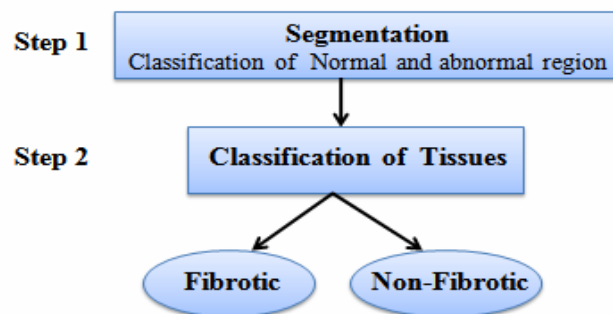 Step 1
Segmentation
Classification of Normal and abnormal region
Step 2
Classification of Tissues
Fibrotic
Non-Fibrotic